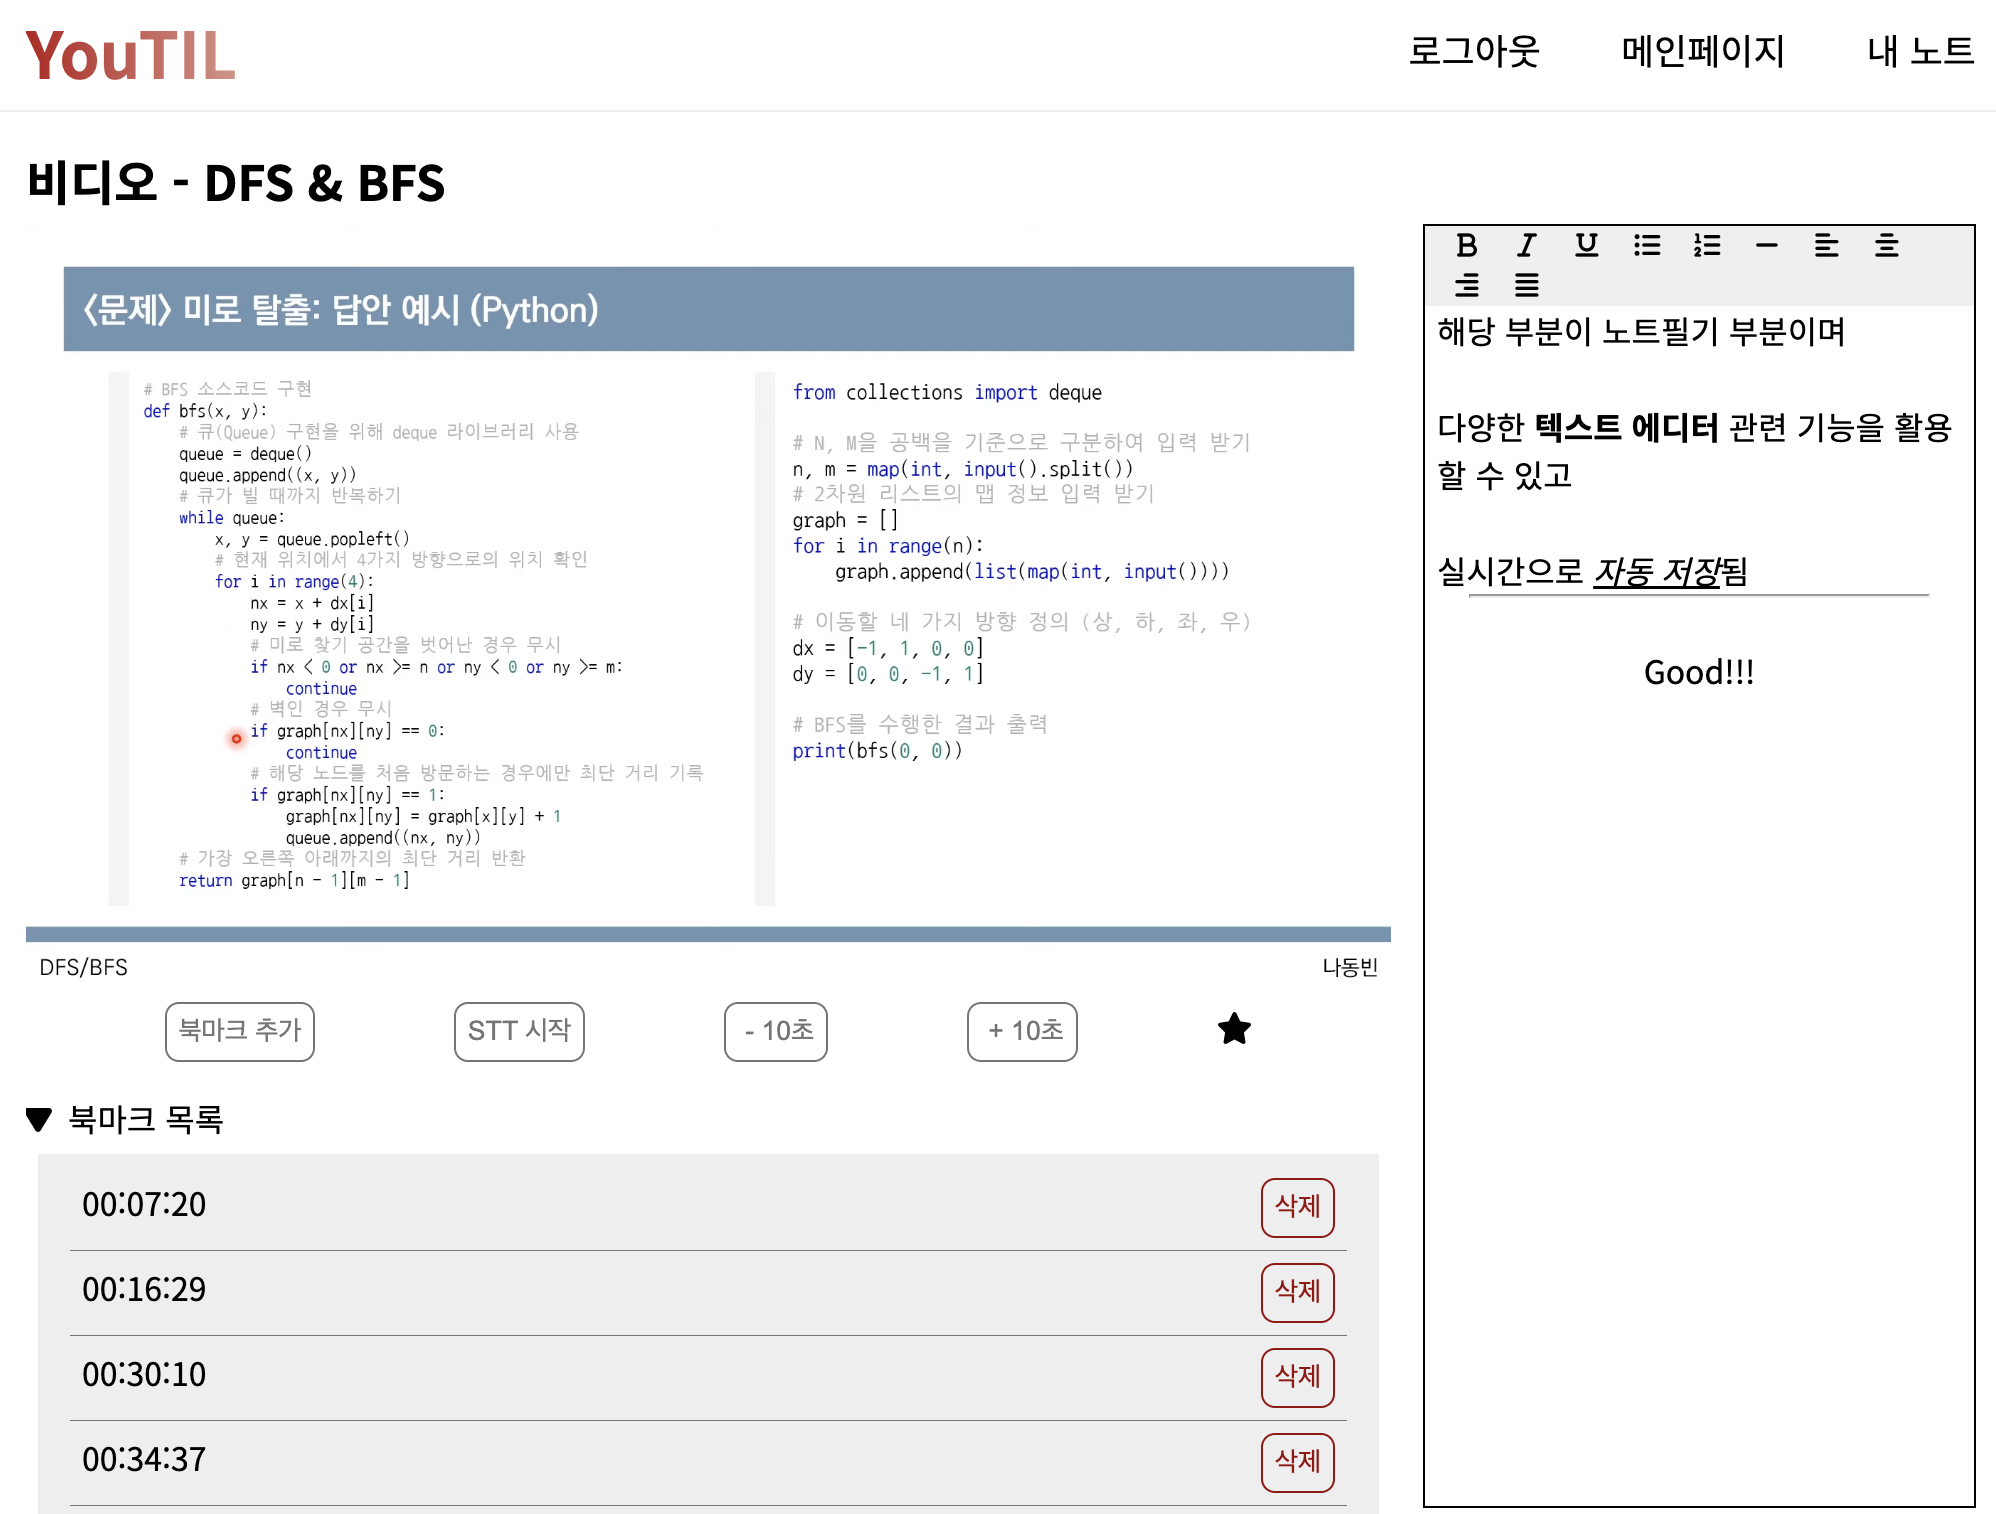 YouTIL
로그아웃 메인페이지 내 노트
비디오 - DFS & BFS
<문제> 미로 탈출: 답안 예시 (Python)
# BFS 소스코드 구현
def bfs(x, y):
    # 큐(Queue) 구현을 위해 deque 라이브러리 사용
    queue = deque()
    queue.append((x, y))
    # 큐가 빌 때까지 반복하기
    while queue:
        x, y = queue.popleft()
        # 현재 위치에서 4가지 방향으로의 위치 확인
        for i in range(4):
            nx = x + dx[i]
            ny = y + dy[i]
            # 미로 찾기 공간을 벗어난 경우 무시
            if nx < 0 or nx >= n or ny < 0 or ny >= m:
                continue
            # 벽인 경우 무시
            if graph[nx][ny] == 0:
                continue
            # 해당 노드를 처음 방문하는 경우에만 최단 거리 기록
            if graph[nx][ny] == 1:
                graph[nx][ny] = graph[x][y] + 1
                queue.append((nx, ny))
    # 가장 오른쪽 아래까지의 최단 거리 반환
    return graph[n - 1][m - 1]
from collections import deque
# N, M을 공백을 기준으로 구분하여 입력 받기
n, m = map(int, input().split())
# 2차원 리스트의 맵 정보 입력 받기
graph = []
for i in range(n):
    graph.append(list(map(int, input())))
# 이동할 네 가지 방향 정의 (상, 하, 좌, 우)
dx = [-1, 1, 0, 0]
dy = [0, 0, -1, 1]
# BFS를 수행한 결과 출력
print(bfs(0, 0))
DFS/BFS 나동빈
북마크 추가 STT 시작 - 10초 + 10초
북마크 목록
00:07:20 삭제
00:16:29 삭제
00:30:10 삭제
00:34:37 삭제
B I U
해당 부분이 노트필기 부분이며
다양한 텍스트 에디터 관련 기능을 활용
할 수 있고
실시간으로 자동 저장됨
Good!!!